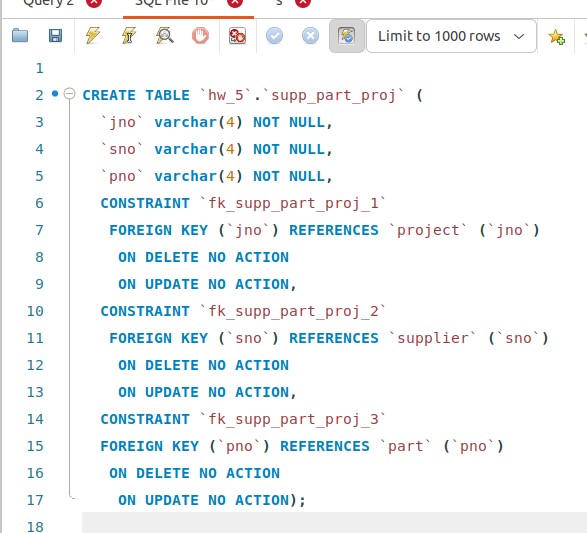 Query 2
SQL File 10
s
Limit to 1000 rows
1
2 CREATE TABLE `hw_5`.`supp_part_proj` (
3 `jno` varchar(4) NOT NULL,
4 `sno` varchar(4) NOT NULL,
5 `pno` varchar(4) NOT NULL,
6 CONSTRAINT `fk_supp_part_proj_1`
7 FOREIGN KEY (`jno`) REFERENCES `project` (`jno`)
8 ON DELETE NO ACTION
9 ON UPDATE NO ACTION,
10 CONSTRAINT `fk_supp_part_proj_2`
11 FOREIGN KEY (`sno`) REFERENCES `supplier` (`sno`)
12 ON DELETE NO ACTION
13 ON UPDATE NO ACTION,
14 CONSTRAINT `fk_supp_part_proj_3`
15 FOREIGN KEY (`pno`) REFERENCES `part` (`pno`)
16 ON DELETE NO ACTION
17 ON UPDATE NO ACTION);
18